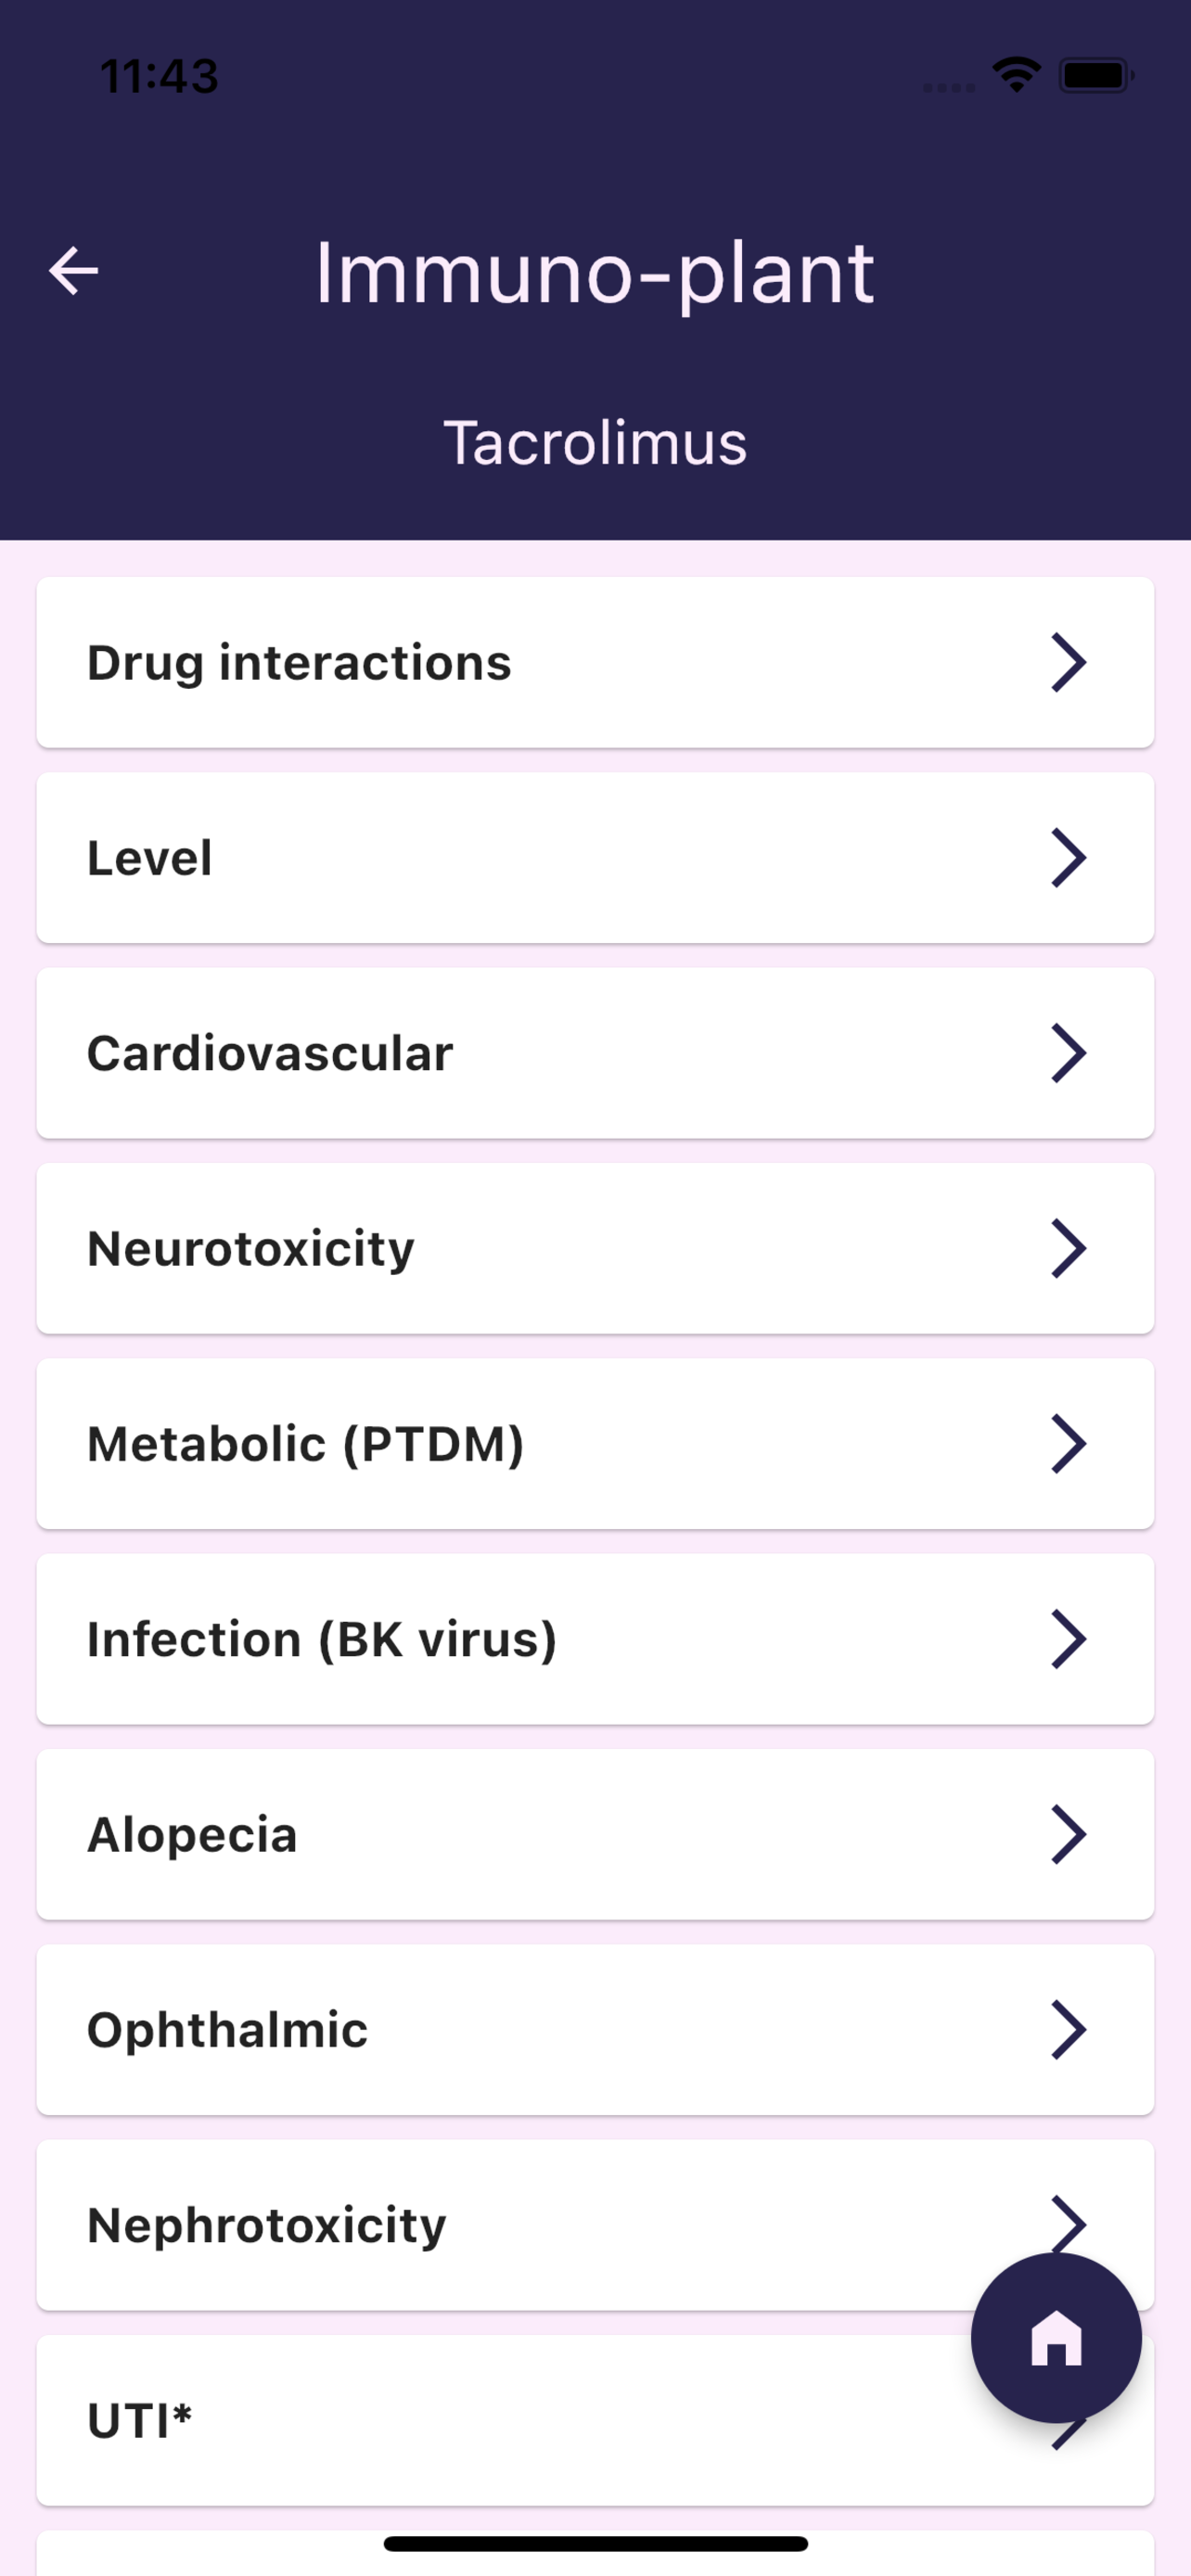 11:43
Immuno-plant
Tacrolimus
Drug interactions
Level
Cardiovascular
Neurotoxicity
Metabolic (PTDM)
Infection (BK virus)
Alopecia
Ophthalmic
Nephrotoxicity
UTI*